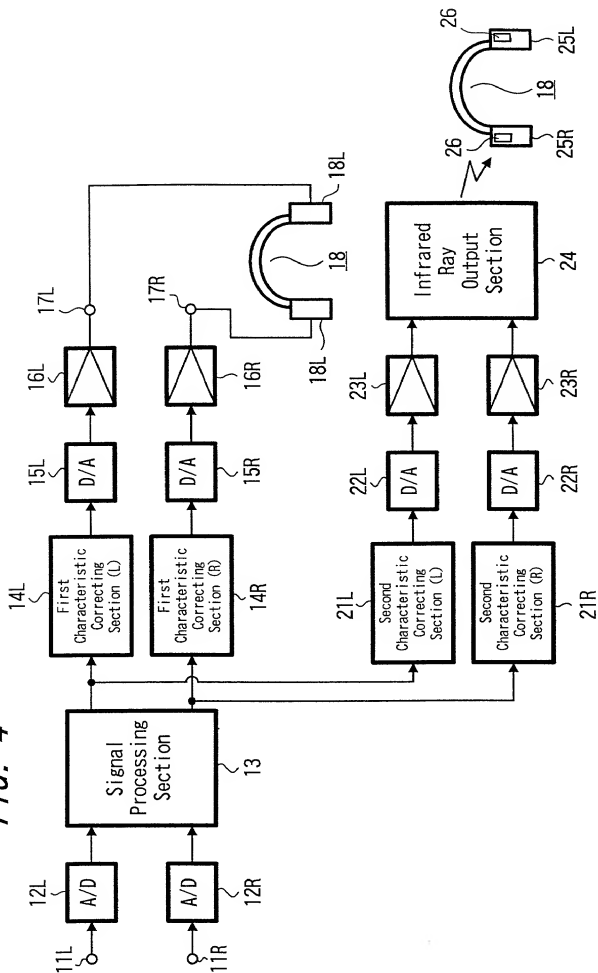 FIG. 4
11L
11R
12L
A/D
A/D
12R
Signal
Processing
Section
13
14L
First
Characteristic
Correcting
Section (L)
First
Characteristic
Correcting
Section (R)
14R
15L
D/A
D/A
15R
16L
16R
17L
17R
18L
18
18L
21L
Second
Characteristic
Correcting
Section (L)
Second
Characteristic
Correcting
Section (R)
21R
22L
D/A
D/A
22R
23L
23R
Infrared
Ray
Output
Section
24
26
26
18
25R
25L